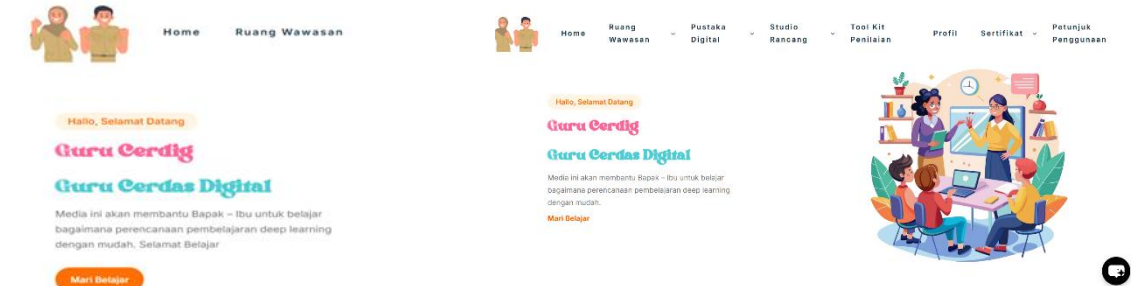 Home Ruang Wawasan
Hallo, Selamat Datang
Guru Cerdig
Guru Cerdas Digital
Media ini akan membantu Bapak – Ibu untuk belajar
bagaimana perencanaan pembelajaran deep learning
dengan mudah. Selamat Belajar
Mari Belajar
Home Ruang Wawasan Pustaka Digital Studio Rancang Tool Kit Penilaian Profil Sertifikat Petunjuk Penggunaan
Hallo, Selamat Datang
Guru Cerdig
Guru Cerdas Digital
Media ini akan membantu Bapak – Ibu untuk belajar
bagaimana perencanaan pembelajaran deep learning
dengan mudah.
Mari Belajar